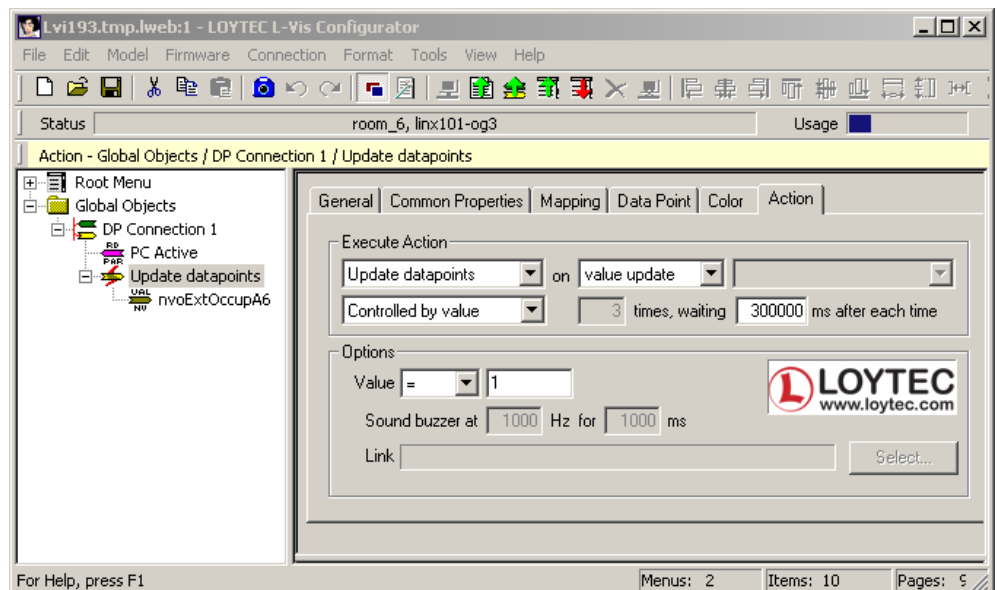 Lvi193.tmp.lweb:1 - LOYTEC L-Vis Configurator
File Edit Model Firmware Connection Format Tools View Help
Status room_6, linx101-og3 Usage
Action - Global Objects / DP Connection 1 / Update datapoints
Root Menu
Global Objects
DP Connection 1
RD PAR PC Active
Update datapoints
VAL NV nvoExtOccupA6
General Common Properties Mapping Data Point Color Action
Execute Action
Update datapoints on value update
Controlled by value 3 times, waiting 300000 ms after each time
Options
Value = 1
LOYTEC
www.loytec.com
Sound buzzer at 1000 Hz for 1000 ms
Link Select...
For Help, press F1 Menus: 2 Items: 10 Pages: